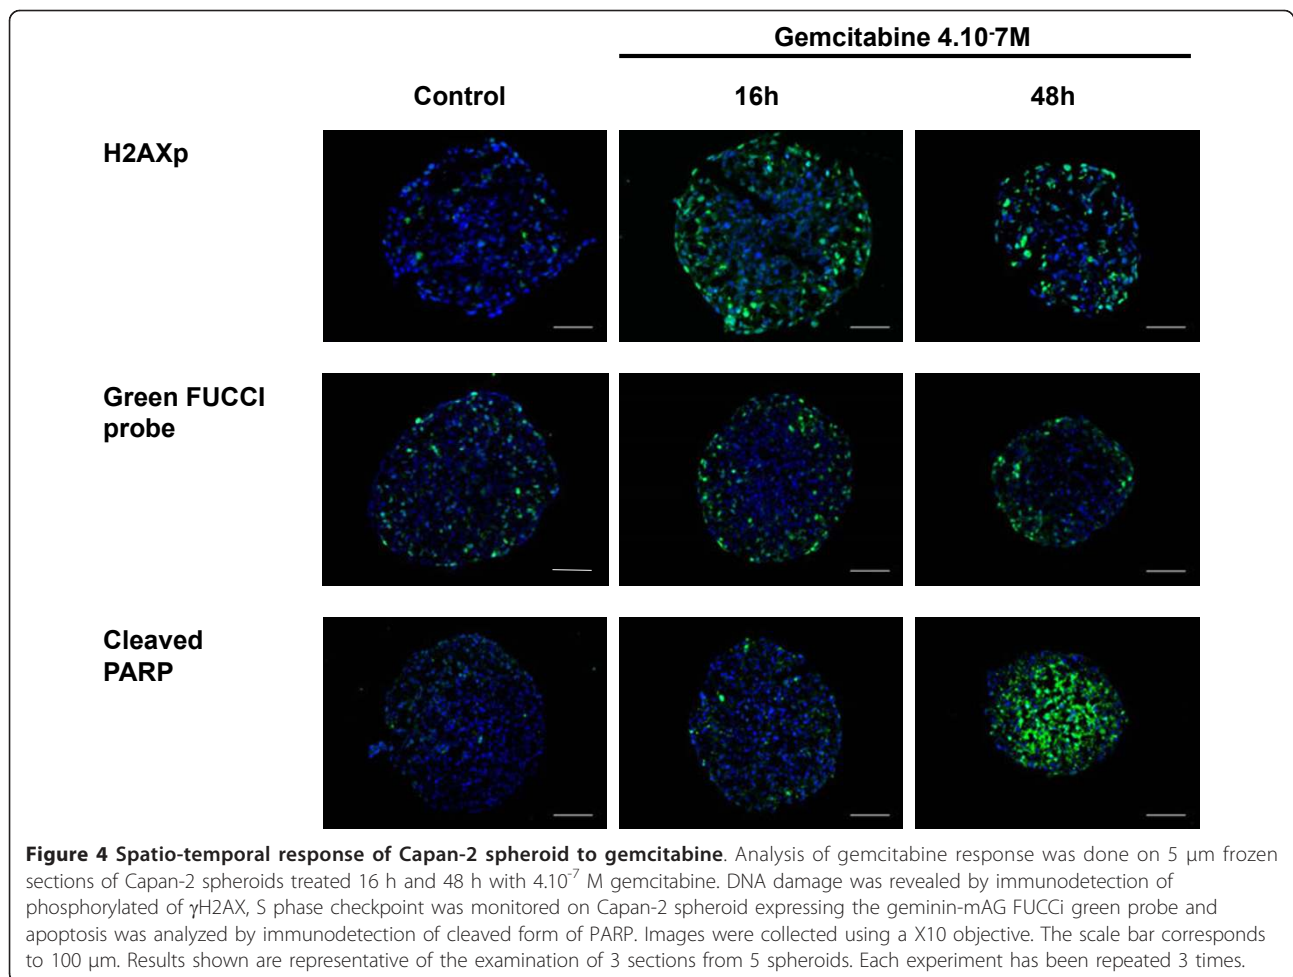 Gemcitabine 4.10-7M
Control 16h 48h
H2AXp
Green FUCCI
probe
Cleaved
PARP
Figure 4 Spatio-temporal response of Capan-2 spheroid to gemcitabine. Analysis of gemcitabine response was done on 5 μm frozen
sections of Capan-2 spheroids treated 16 h and 48 h with 4.10-7 M gemcitabine. DNA damage was revealed by immunodetection of
phosphorylated of γH2AX, S phase checkpoint was monitored on Capan-2 spheroid expressing the geminin-mAG FUCCi green probe and
apoptosis was analyzed by immunodetection of cleaved form of PARP. Images were collected using a X10 objective. The scale bar corresponds
to 100 μm. Results shown are representative of the examination of 3 sections from 5 spheroids. Each experiment has been repeated 3 times.